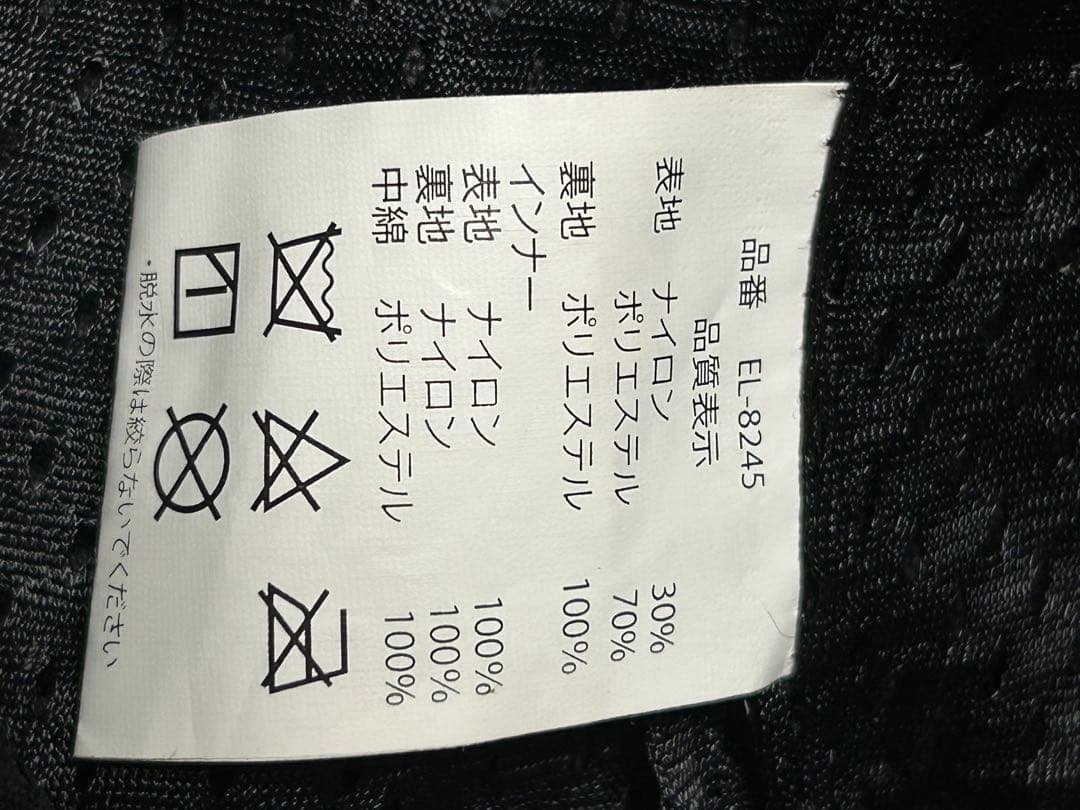 品番 EL-8245
品質表示
表地 ナイロン 30%
ポリエステル 70%
裏地 ポリエステル 100%
インナー
表地 ナイロン 100%
裏地 ナイロン 100%
中綿 ポリエステル 100%
・脱水の際は絞らないでください